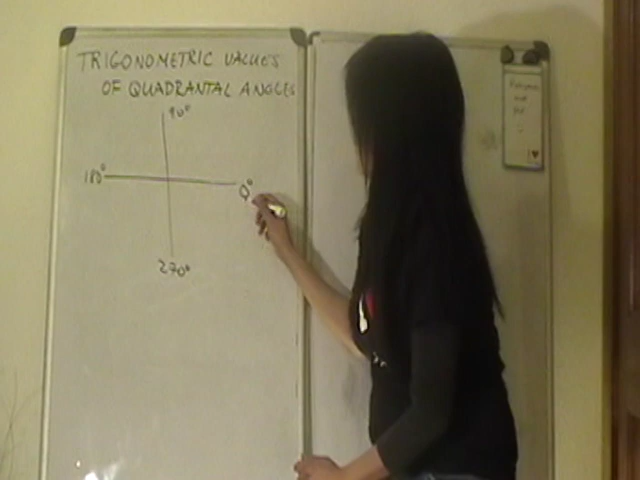 TRIGONOMETRIC VALUES
OF QUADRANTAL ANGLES
90°
180°
0°
270°